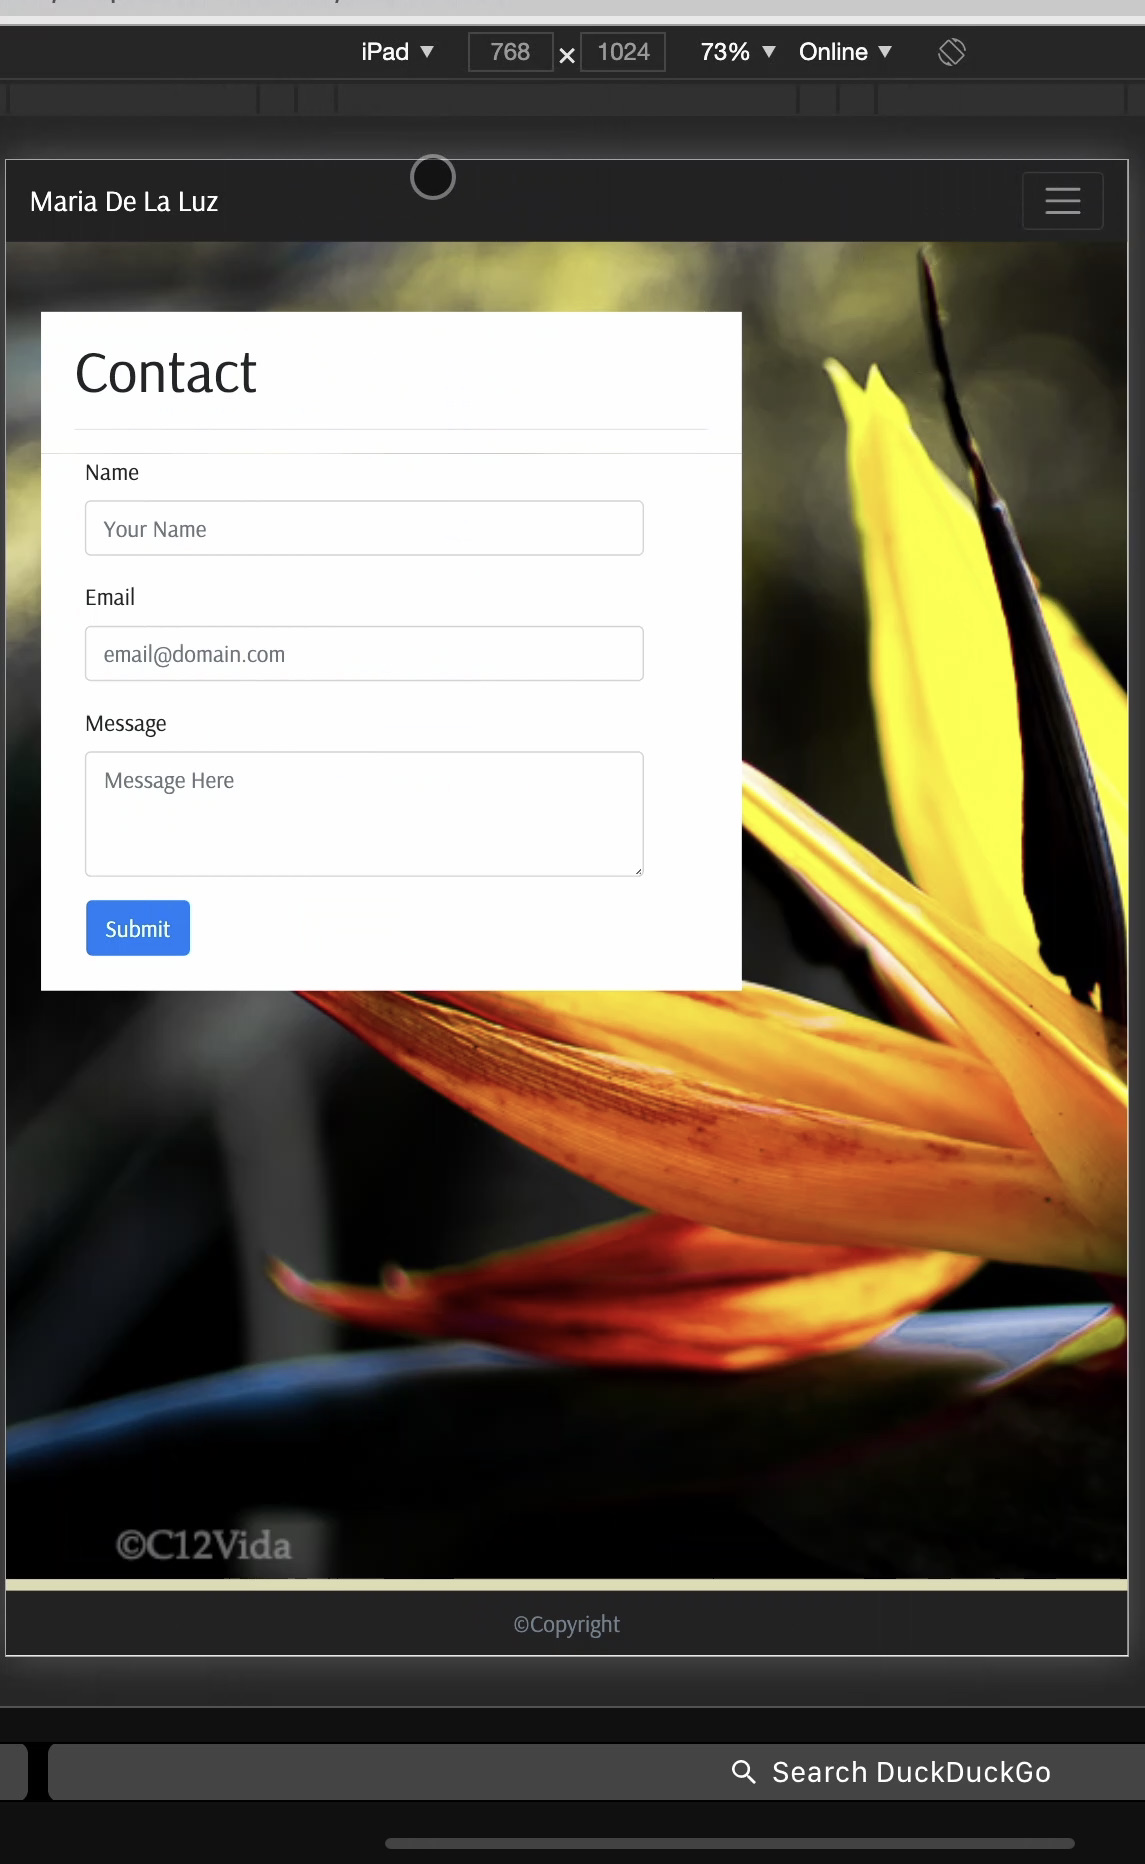 iPad ▼ 768 × 1024 73% ▼ Online ▼
Maria De La Luz
Contact
Name
Your Name
Email
email@domain.com
Message
Message Here
Submit
©C12Vida
©Copyright
Search DuckDuckGo